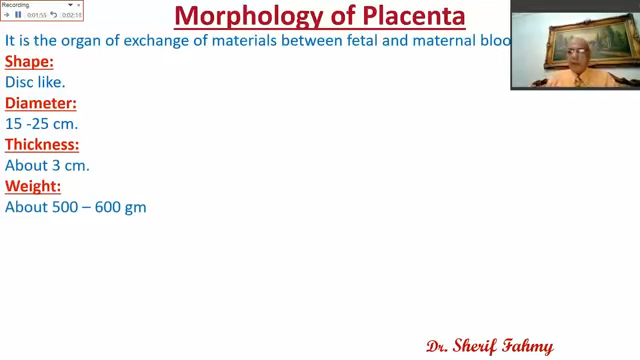 Recording
0:01:55
0:02:18
Morphology of Placenta
It is the organ of exchange of materials between fetal and maternal bloo
Shape:
Disc like.
Diameter:
15 -25 cm.
Thickness:
About 3 cm.
Weight:
About 500 – 600 gm
Dr. Sherif Fahmy